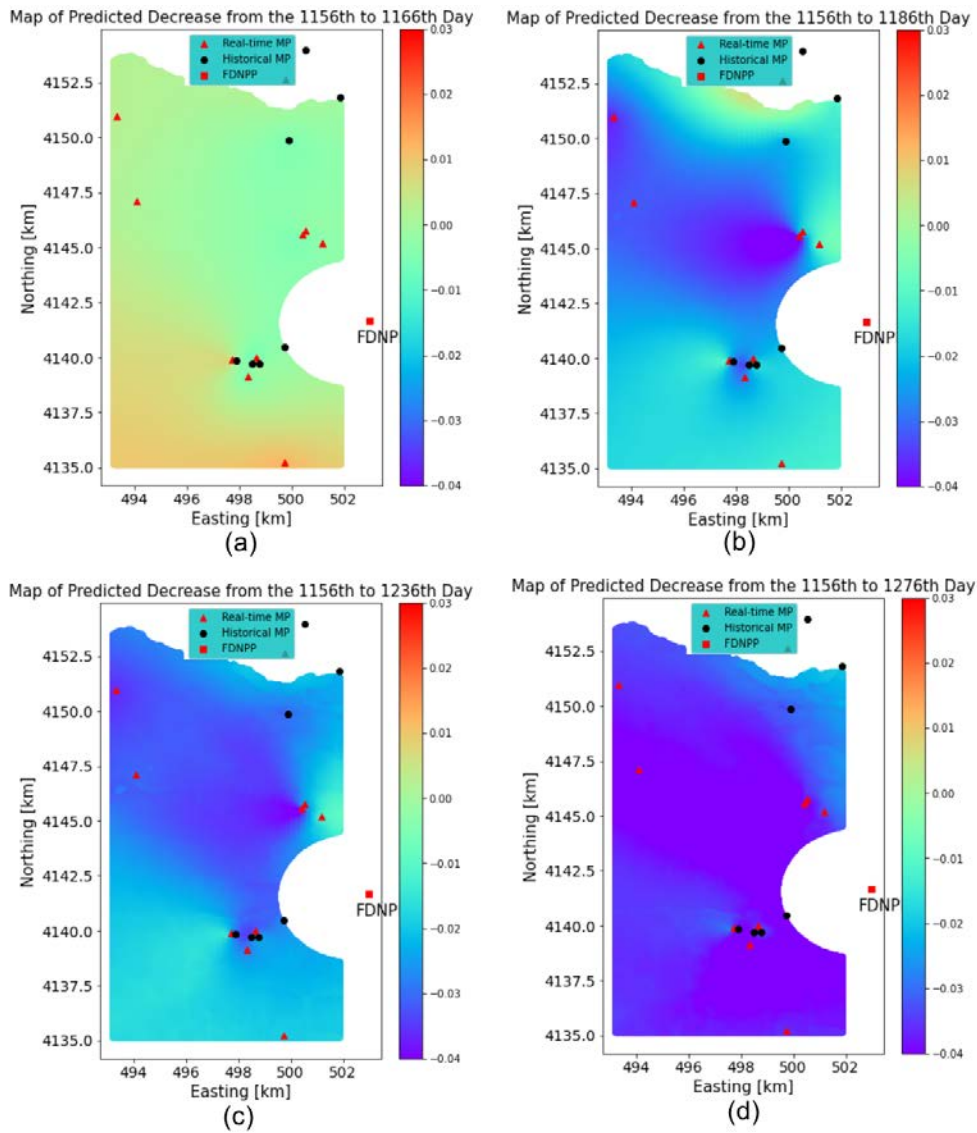 Map of Predicted Decrease from the 1156th to 1166th Day
Real-time MP
Historical MP
FDNPP
4152.5
4150.0
4147.5
4145.0
4142.5
4140.0
4137.5
4135.0
Northing [km]
494 496 498 500 502
Easting [km]
FDNP
0.03
0.02
0.01
0.00
−0.01
−0.02
−0.03
−0.04
(a)
Map of Predicted Decrease from the 1156th to 1186th Day
Real-time MP
Historical MP
FDNPP
4152.5
4150.0
4147.5
4145.0
4142.5
4140.0
4137.5
4135.0
Northing [km]
494 496 498 500 502
Easting [km]
FDNP
0.03
0.02
0.01
0.00
−0.01
−0.02
−0.03
−0.04
(b)
Map of Predicted Decrease from the 1156th to 1236th Day
Real-time MP
Historical MP
FDNPP
4152.5
4150.0
4147.5
4145.0
4142.5
4140.0
4137.5
4135.0
Northing [km]
494 496 498 500 502
Easting [km]
FDNP
0.03
0.02
0.01
0.00
−0.01
−0.02
−0.03
−0.04
(c)
Map of Predicted Decrease from the 1156th to 1276th Day
Real-time MP
Historical MP
FDNPP
4152.5
4150.0
4147.5
4145.0
4142.5
4140.0
4137.5
4135.0
Northing [km]
494 496 498 500 502
Easting [km]
FDNP
0.03
0.02
0.01
0.00
−0.01
−0.02
−0.03
−0.04
(d)